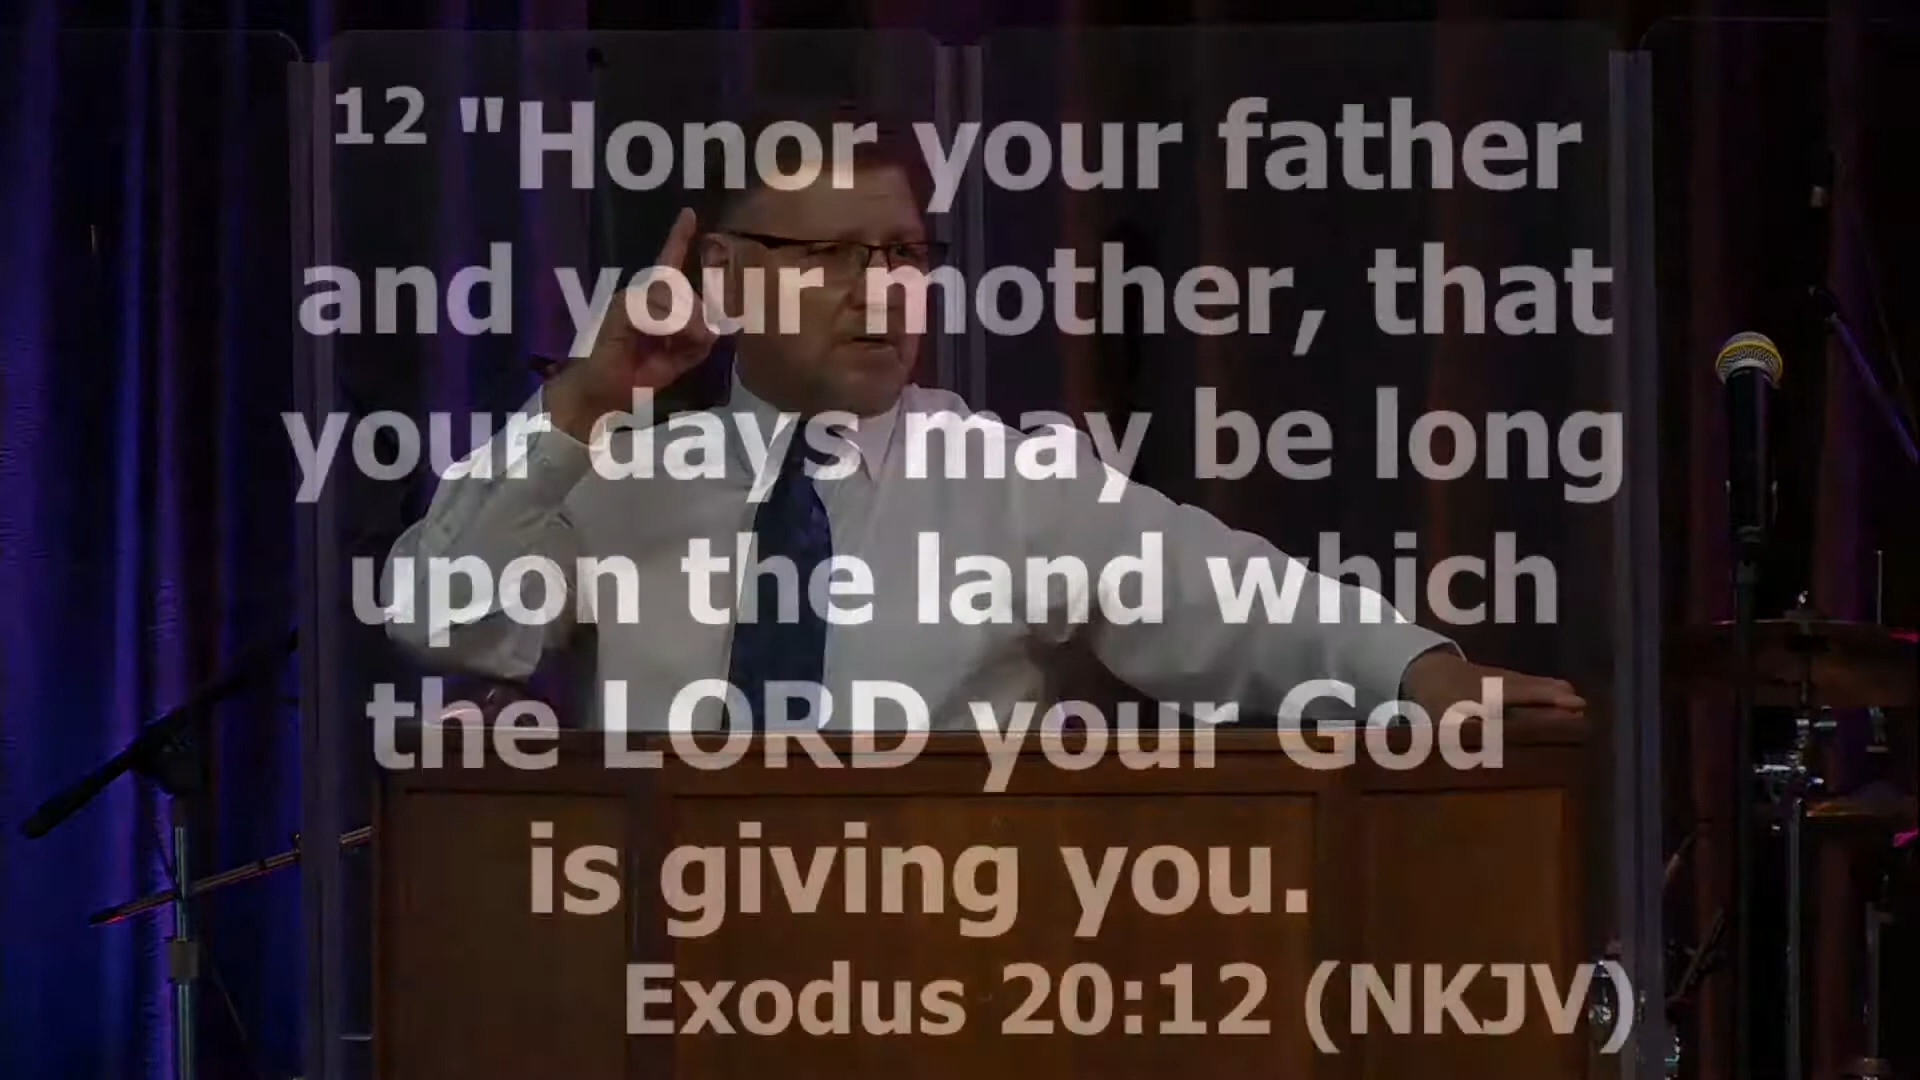 12 "Honor your father
and your mother, that
your days may be long
upon the land which
the LORD your God
is giving you.
Exodus 20:12 (NKJV)